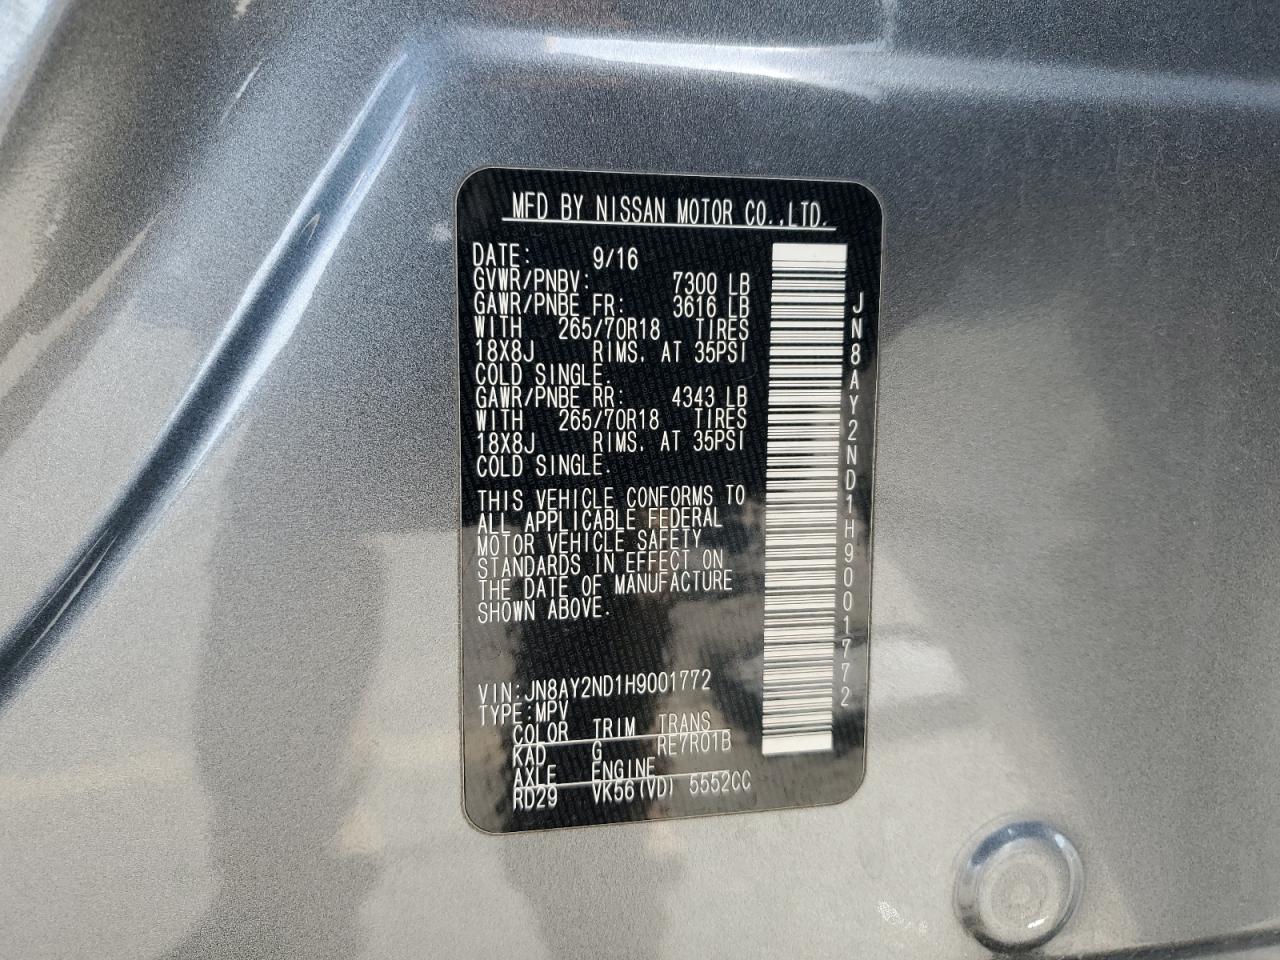 MFD BY NISSAN MOTOR CO.,LTD.
DATE: 9/16
GVWR/PNBV: 7300 LB
GAWR/PNBE FR: 3616 LB
WITH 265/70R18 TIRES
18X8J RIMS. AT 35PSI
COLD SINGLE.
GAWR/PNBE RR: 4343 LB
WITH 265/70R18 TIRES
18X8J RIMS. AT 35PSI
COLD SINGLE.
THIS VEHICLE CONFORMS TO
ALL APPLICABLE FEDERAL
MOTOR VEHICLE SAFETY
STANDARDS IN EFFECT ON
THE DATE OF MANUFACTURE
SHOWN ABOVE.
VIN:JN8AY2ND1H9001772
TYPE:MPV
COLOR TRIM TRANS
KAD G RE7R01B
AXLE ENGINE
RD29 VK56(VD) 5552CC
JN8AY2ND1H9001772